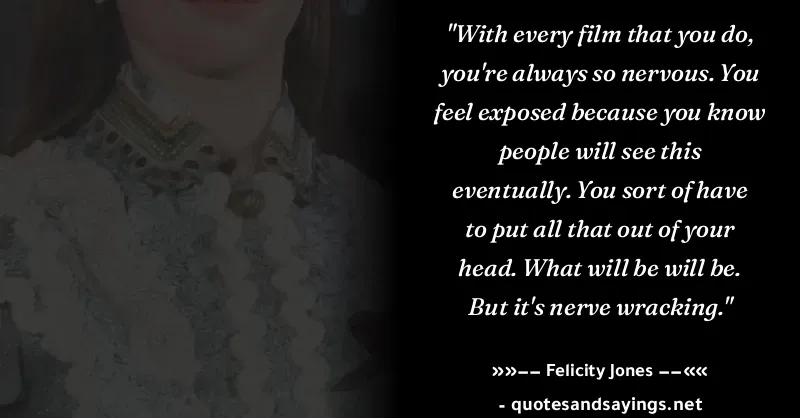 "With every film that you do,
you're always so nervous. You
feel exposed because you know
people will see this
eventually. You sort of have
to put all that out of your
head. What will be will be.
But it's nerve wracking."
»»–– Felicity Jones ––««
- quotesandsayings.net